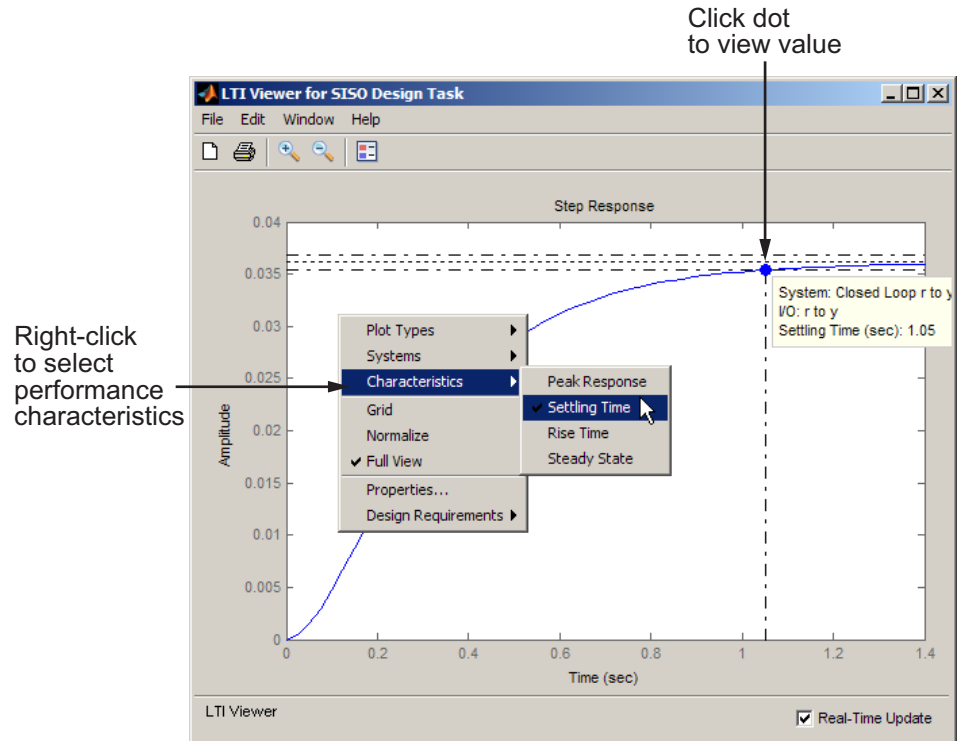 Click dot
to view value
LTI Viewer for SISO Design Task
File Edit Window Help
Step Response
0.04
0.035
0.03
0.025
0.02
0.015
0.01
0.005
0
Amplitude
System: Closed Loop r to y
I/O: r to y
Settling Time (sec): 1.05
Right-click
to select
performance
characteristics
Plot Types
Systems
Characteristics
Grid
Normalize
Full View
Properties...
Design Requirements
Peak Response
Settling Time
Rise Time
Steady State
0 0.2 0.4 0.6 0.8 1 1.2 1.4
Time (sec)
LTI Viewer
Real-Time Update